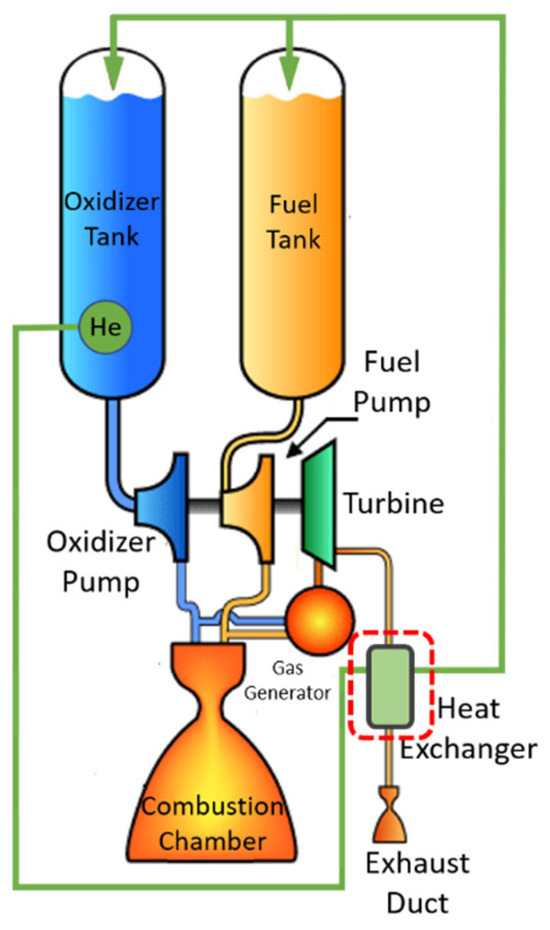 Oxidizer
Tank
Fuel
Tank
He
Fuel
Pump
Turbine
Oxidizer
Pump
Gas
Generator
Heat
Exchanger
Combustion
Chamber
Exhaust
Duct